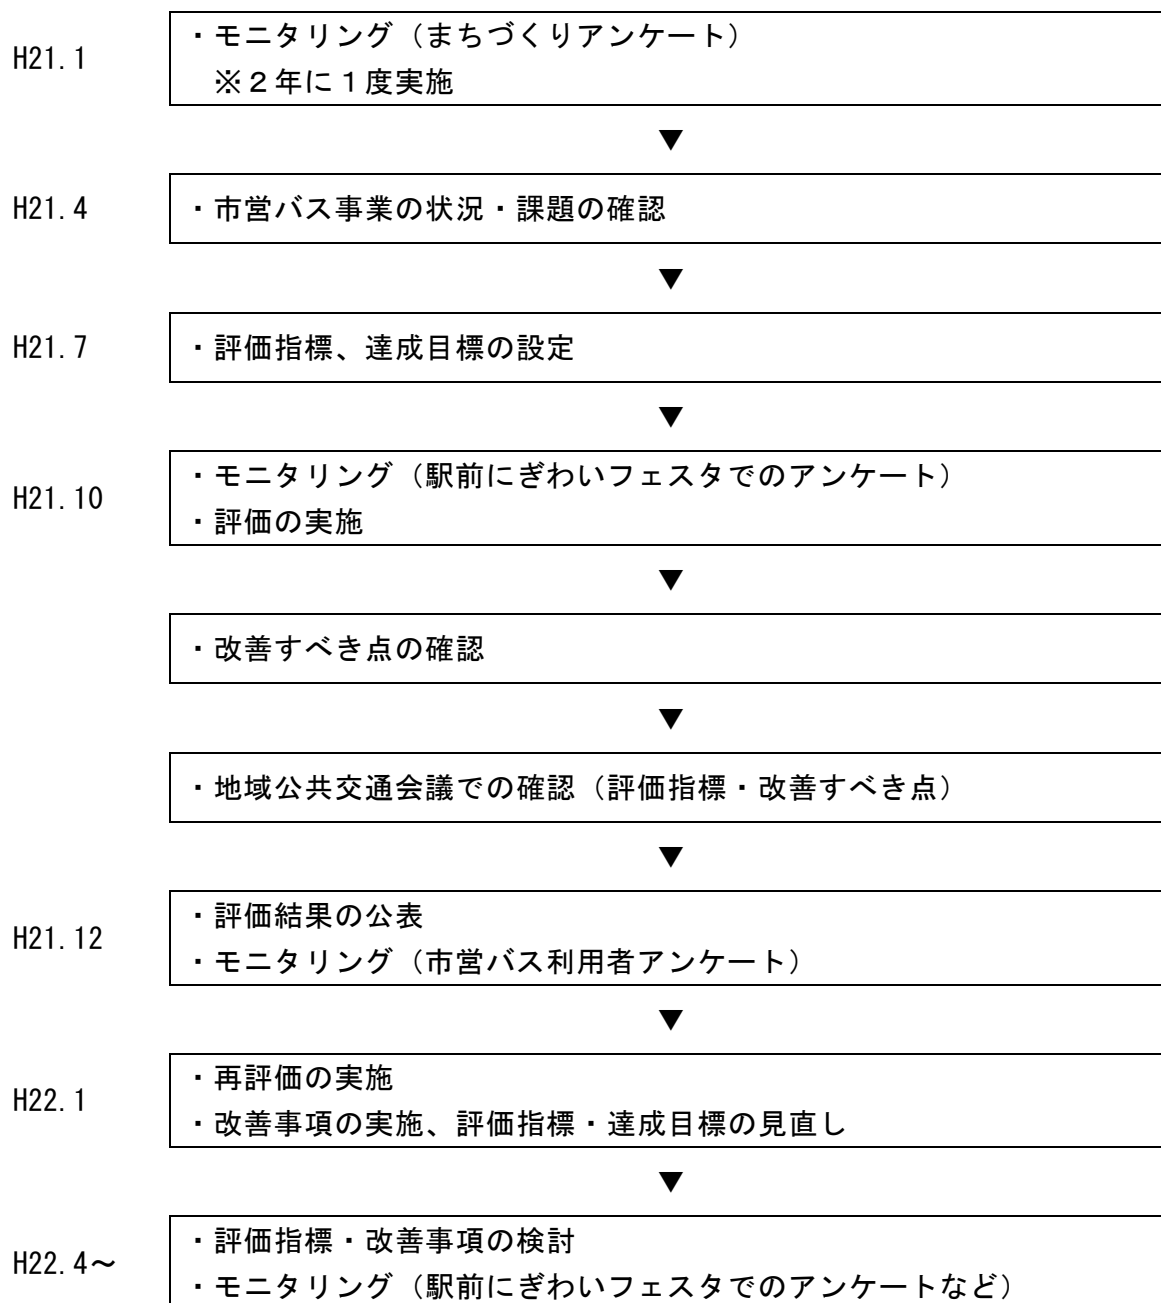 H21.1
・モニタリング（まちづくりアンケート）
※２年に１度実施
▼
H21.4
・市営バス事業の状況・課題の確認
▼
H21.7
・評価指標、達成目標の設定
▼
H21.10
・モニタリング（駅前にぎわいフェスタでのアンケート）
・評価の実施
▼
・改善すべき点の確認
▼
・地域公共交通会議での確認（評価指標・改善すべき点）
▼
H21.12
・評価結果の公表
・モニタリング（市営バス利用者アンケート）
▼
H22.1
・再評価の実施
・改善事項の実施、評価指標・達成目標の見直し
▼
H22.4～
・評価指標・改善事項の検討
・モニタリング（駅前にぎわいフェスタでのアンケートなど）